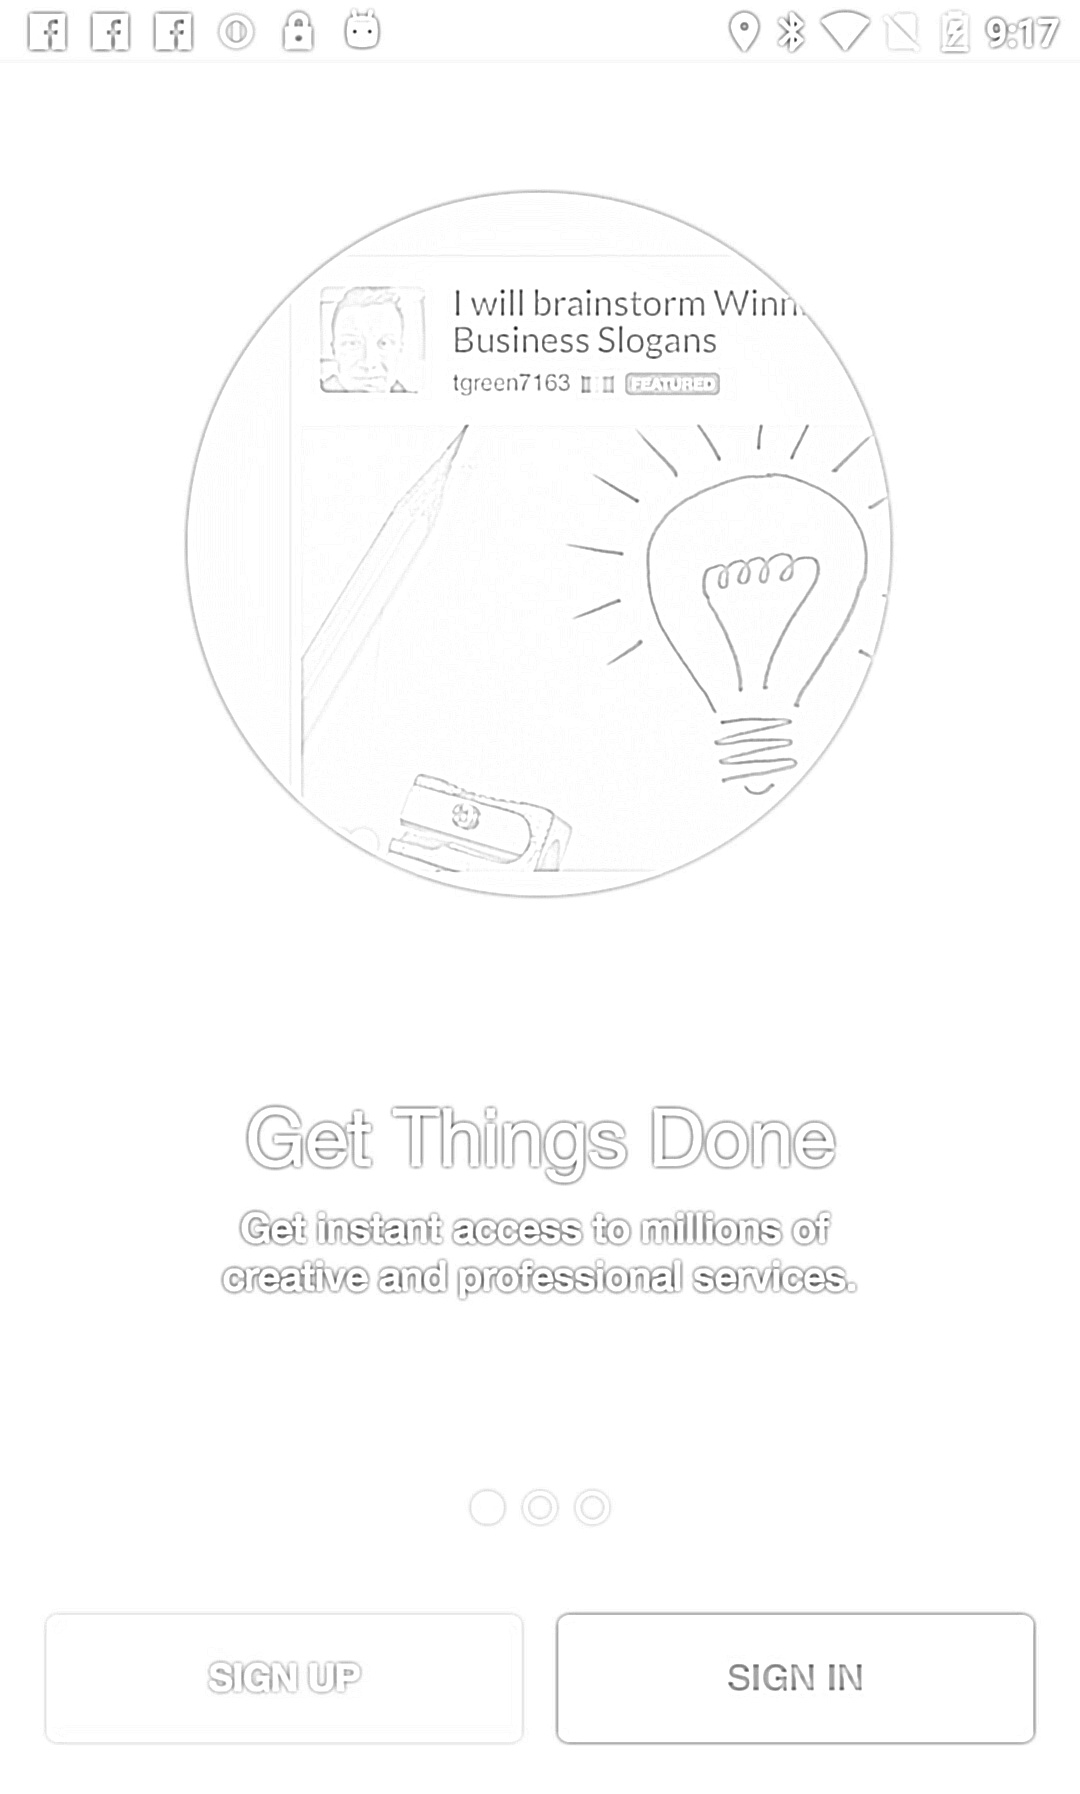 9:17
I will brainstorm
Business Slogans
tgreen7163 FEATURED
Get Things Done
Get instant access to millions of
creative and professional services.
SIGN UP SIGN IN